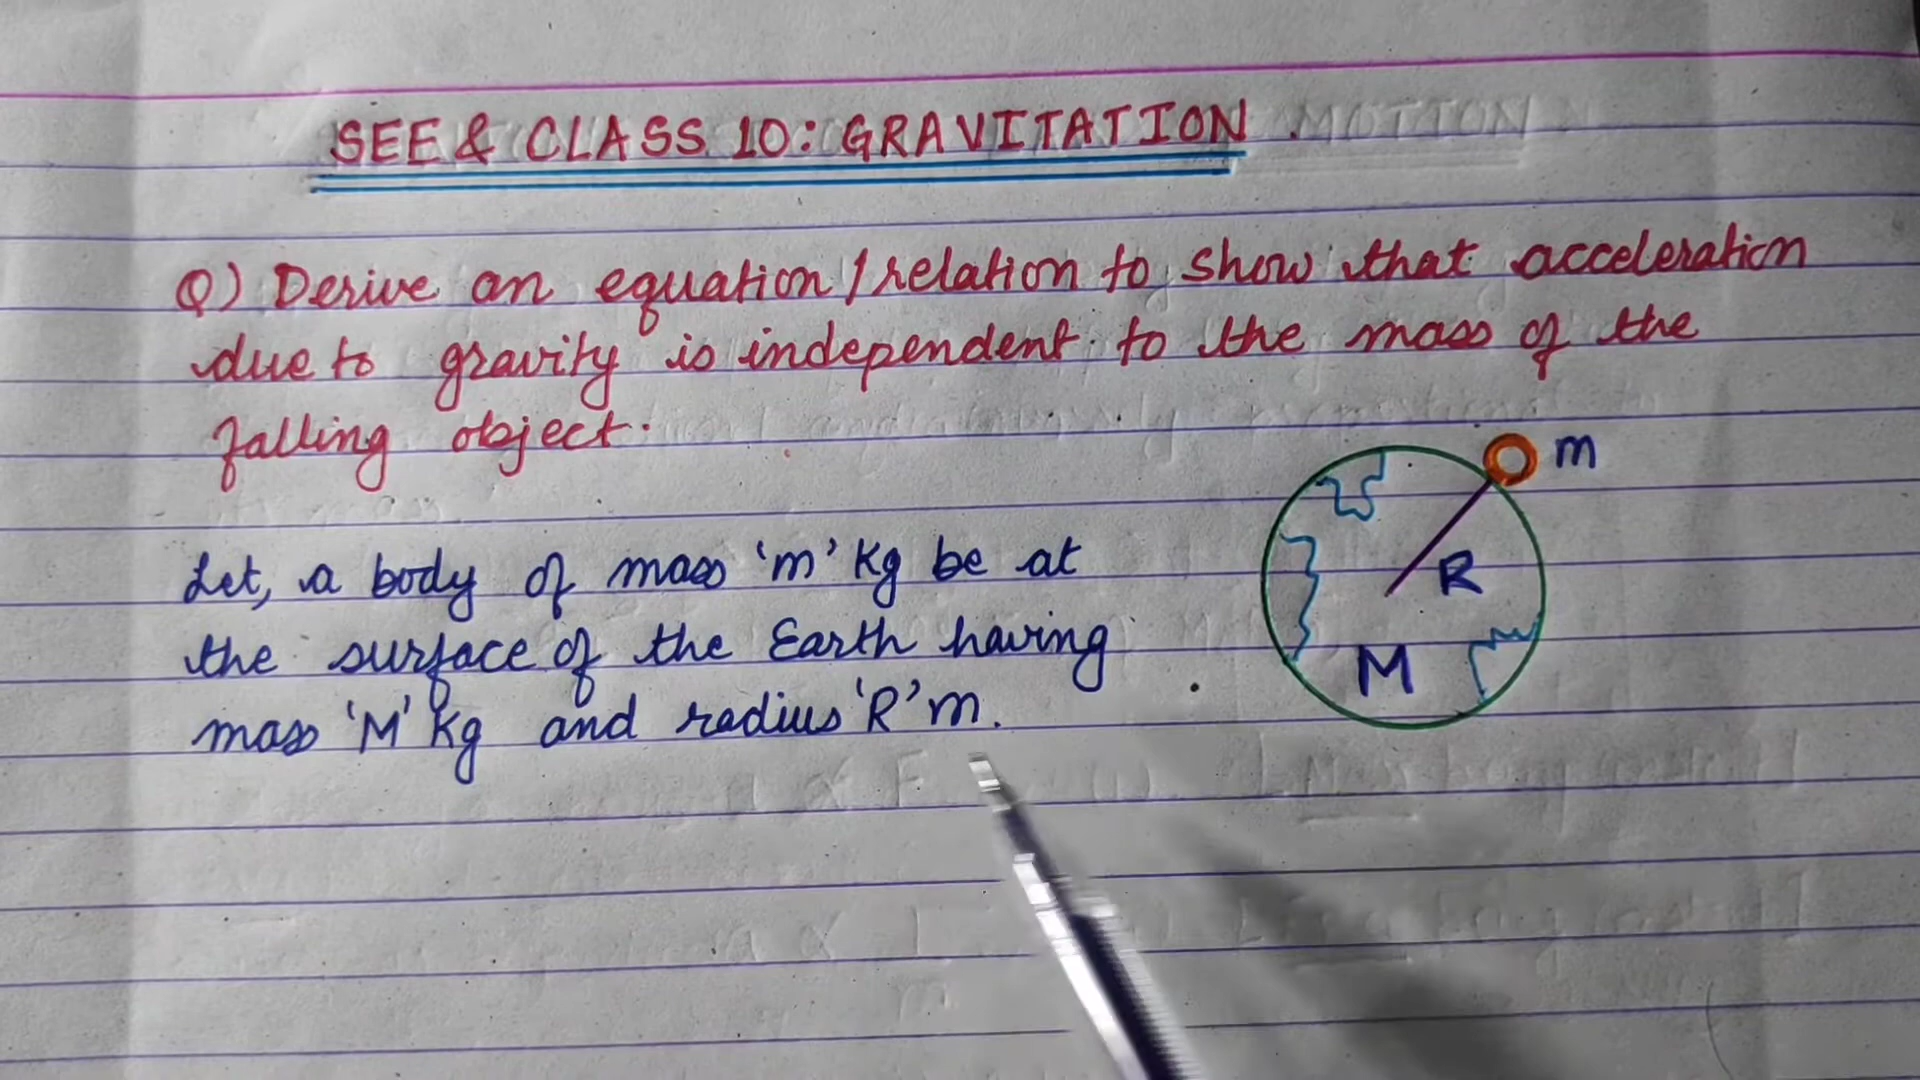 SEE & CLASS 10: GRAVITATION.
Q) Derive an equation/relation to show that acceleration
due to gravity is independent to the mass of the
falling object.
m
R
M
Let, a body of mass 'm' Kg be at
the surface of the Earth having
mass 'M' Kg and radius 'R' m.